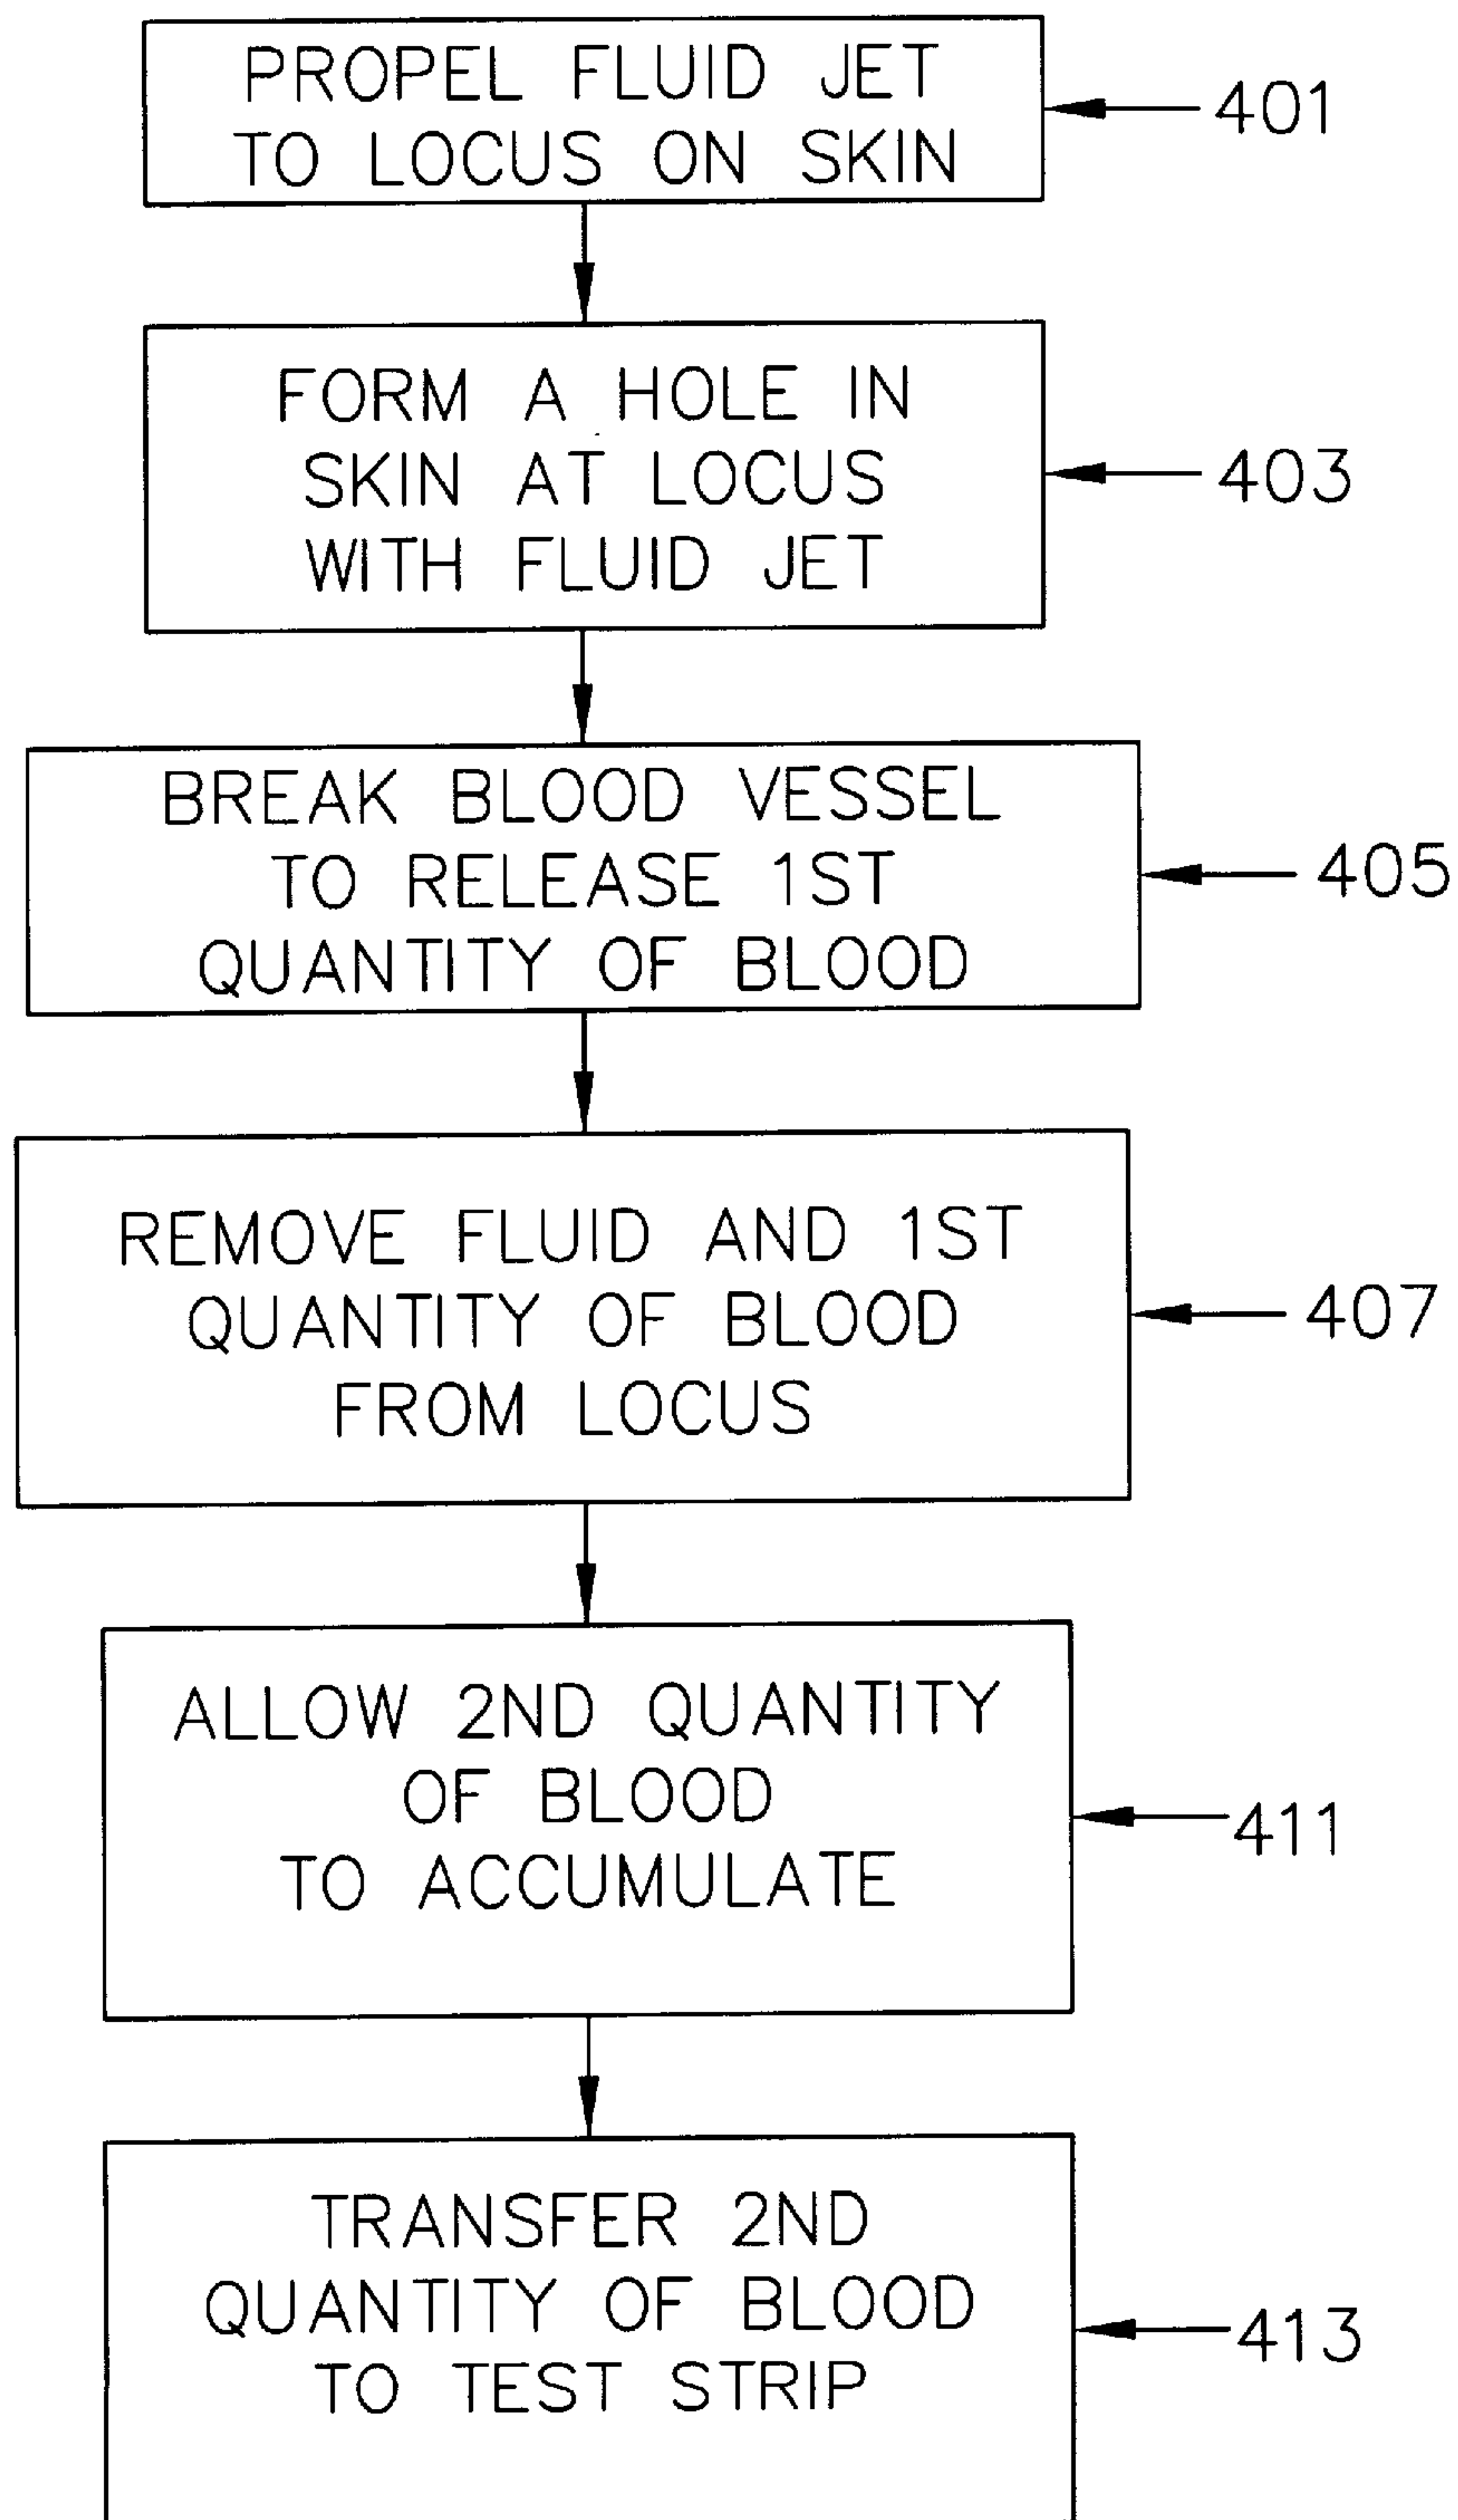 PROPEL FLUID JET
TO LOCUS ON SKIN
401
FORM A HOLE IN
SKIN AT LOCUS
WITH FLUID JET
403
BREAK BLOOD VESSEL
TO RELEASE 1ST
QUANTITY OF BLOOD
405
REMOVE FLUID AND 1ST
QUANTITY OF BLOOD
FROM LOCUS
407
ALLOW 2ND QUANTITY
OF BLOOD
TO ACCUMULATE
411
TRANSFER 2ND
QUANTITY OF BLOOD
TO TEST STRIP
413